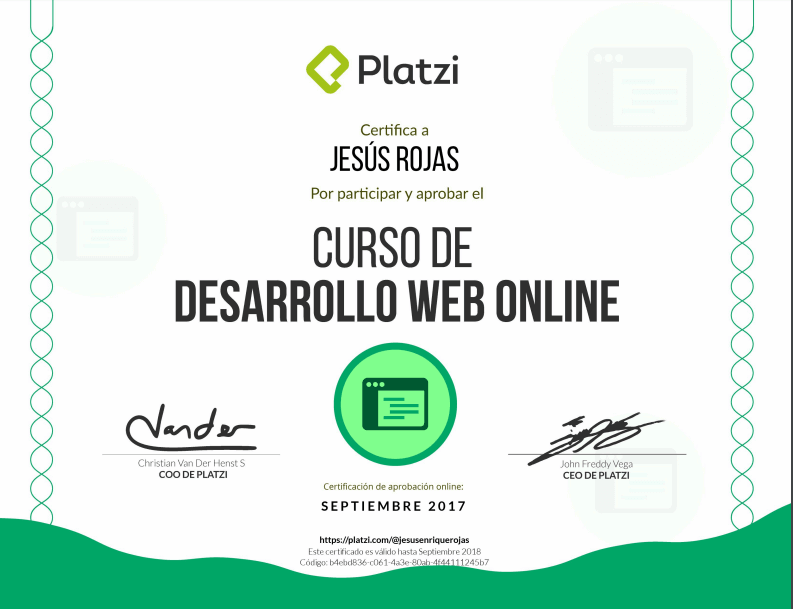 Platzi
Certifica a
JESÚS ROJAS
Por participar y aprobar el
CURSO DE
DESARROLLO WEB ONLINE
Vander
Christian Van Der Henst S
COO DE PLATZI
John Freddy Vega
CEO DE PLATZI
Certificación de aprobación online:
SEPTIEMBRE 2017
https://platzi.com/@jesusenriquerojas
Este certificado es válido hasta Septiembre 2018
Código: b4ebd836-c061-4a3e-80ab-4f44111245b7